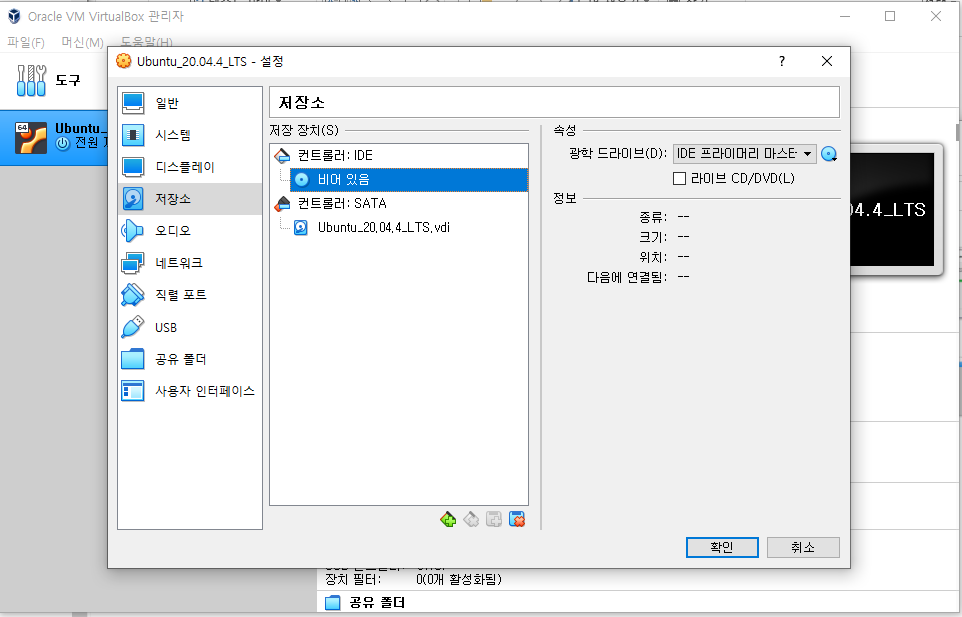 Oracle VM VirtualBox 관리자
파일(F) 머신(M) 도움말(H)
도구
64
Ubuntu_
전원
Ubuntu_20.04.4_LTS - 설정
?
일반
시스템
디스플레이
저장소
오디오
네트워크
직렬 포트
USB
공유 폴더
사용자 인터페이스
저장소
저장 장치(S)
컨트롤러: IDE
비어 있음
컨트롤러: SATA
Ubuntu_20.04.4_LTS.vdi
속성
광학 드라이브(D): IDE 프라이머리 마스터
라이브 CD/DVD(L)
정보
종류: --
크기: --
위치: --
다음에 연결됨: --
확인 취소
04.4_LTS
장치 필터: 0(0개 활성화됨)
공유 폴더